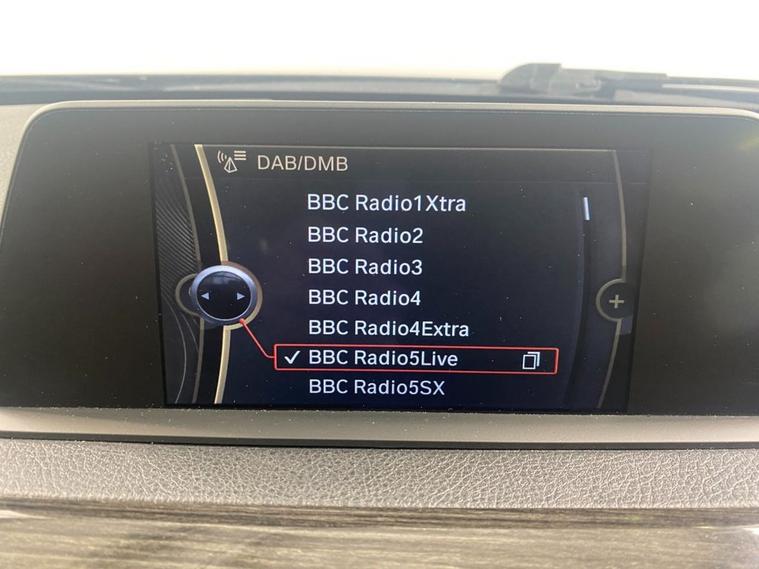 DAB/DMB
BBC Radio1Xtra
BBC Radio2
BBC Radio3
BBC Radio4
BBC Radio4Extra
BBC Radio5Live
BBC Radio5SX